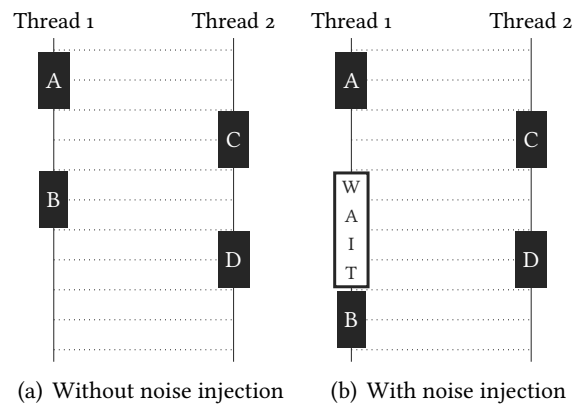 Thread 1 Thread 2 Thread 1 Thread 2
A A
C C
B
W
A
I
T
D D
B
(a) Without noise injection (b) With noise injection